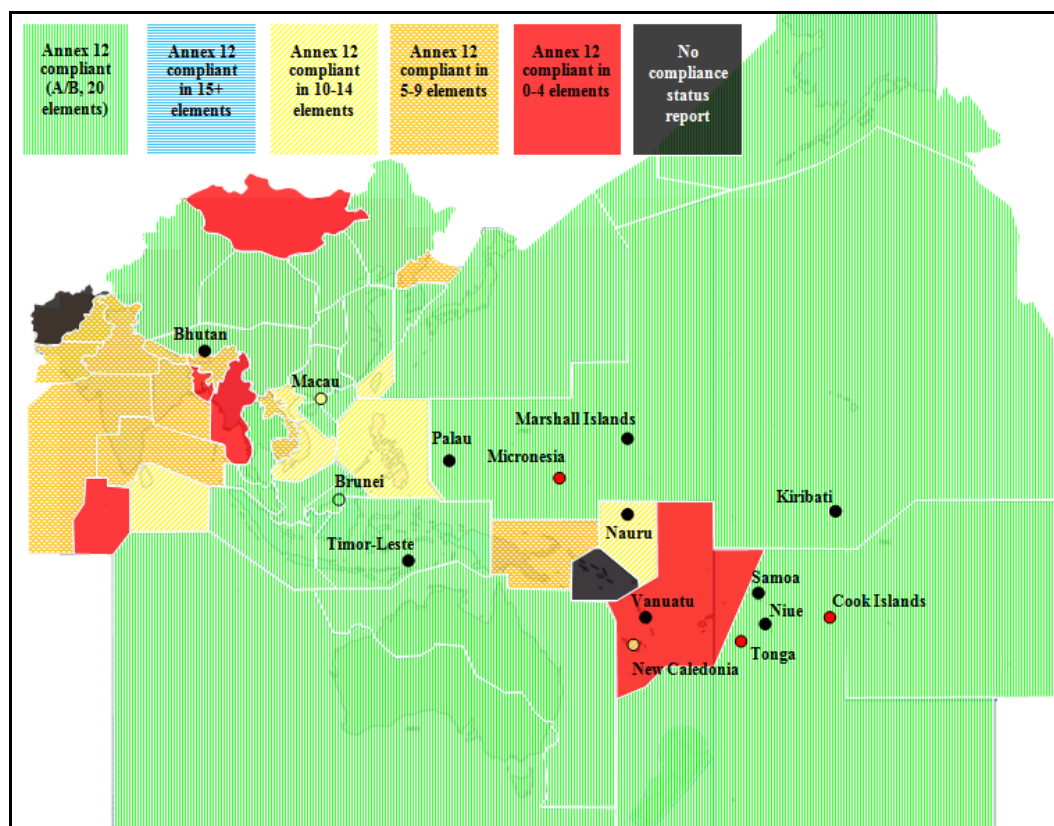 Annex 12
compliant
(A/B, 20
elements)
Annex 12
compliant
in 15+
elements
Annex 12
compliant
in 10-14
elements
Annex 12
compliant in
5-9 elements
Annex 12
compliant in
0-4 elements
No
compliance
status
report
Bhutan
Macau
Marshall Islands
Palau
Micronesia
Brunei
Kiribati
Nauru
Timor-Leste
Samoa
Vanuatu
Niue
Cook Islands
Tonga
New Caledonia